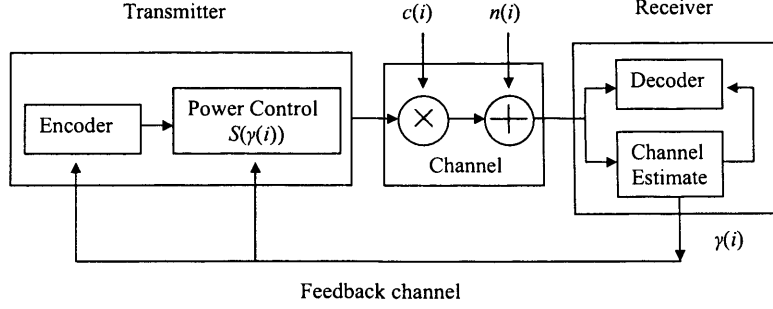 Transmitter
c(i)
n(i)
Receiver
Encoder
Power Control
S(γ(i))
×
+
Channel
Decoder
Channel
Estimate
γ(i)
Feedback channel